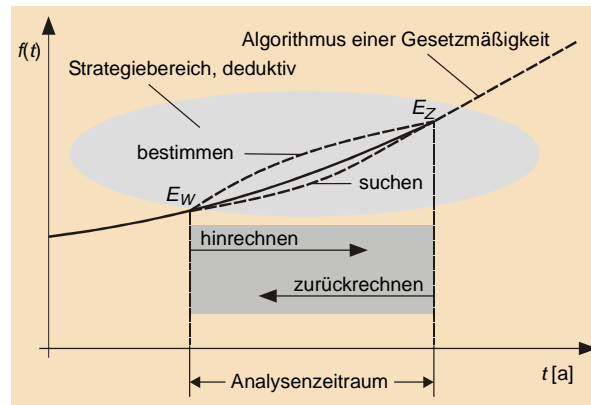 f(t)
Algorithmus einer Gesetzmäßigkeit
Strategiebereich, deduktiv
E_Z
bestimmen
suchen
E_W
hinrechnen
zurückrechnen
t [a]
Analysenzeitraum